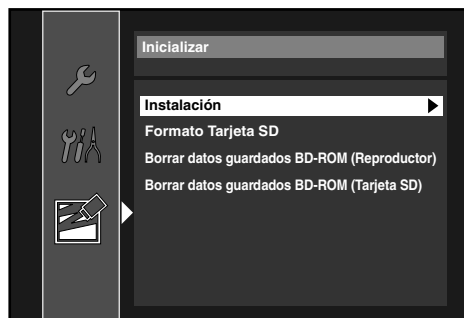 Inicializar
Instalación
Formato Tarjeta SD
Borrar datos guardados BD-ROM (Reproductor)
Borrar datos guardados BD-ROM (Tarjeta SD)